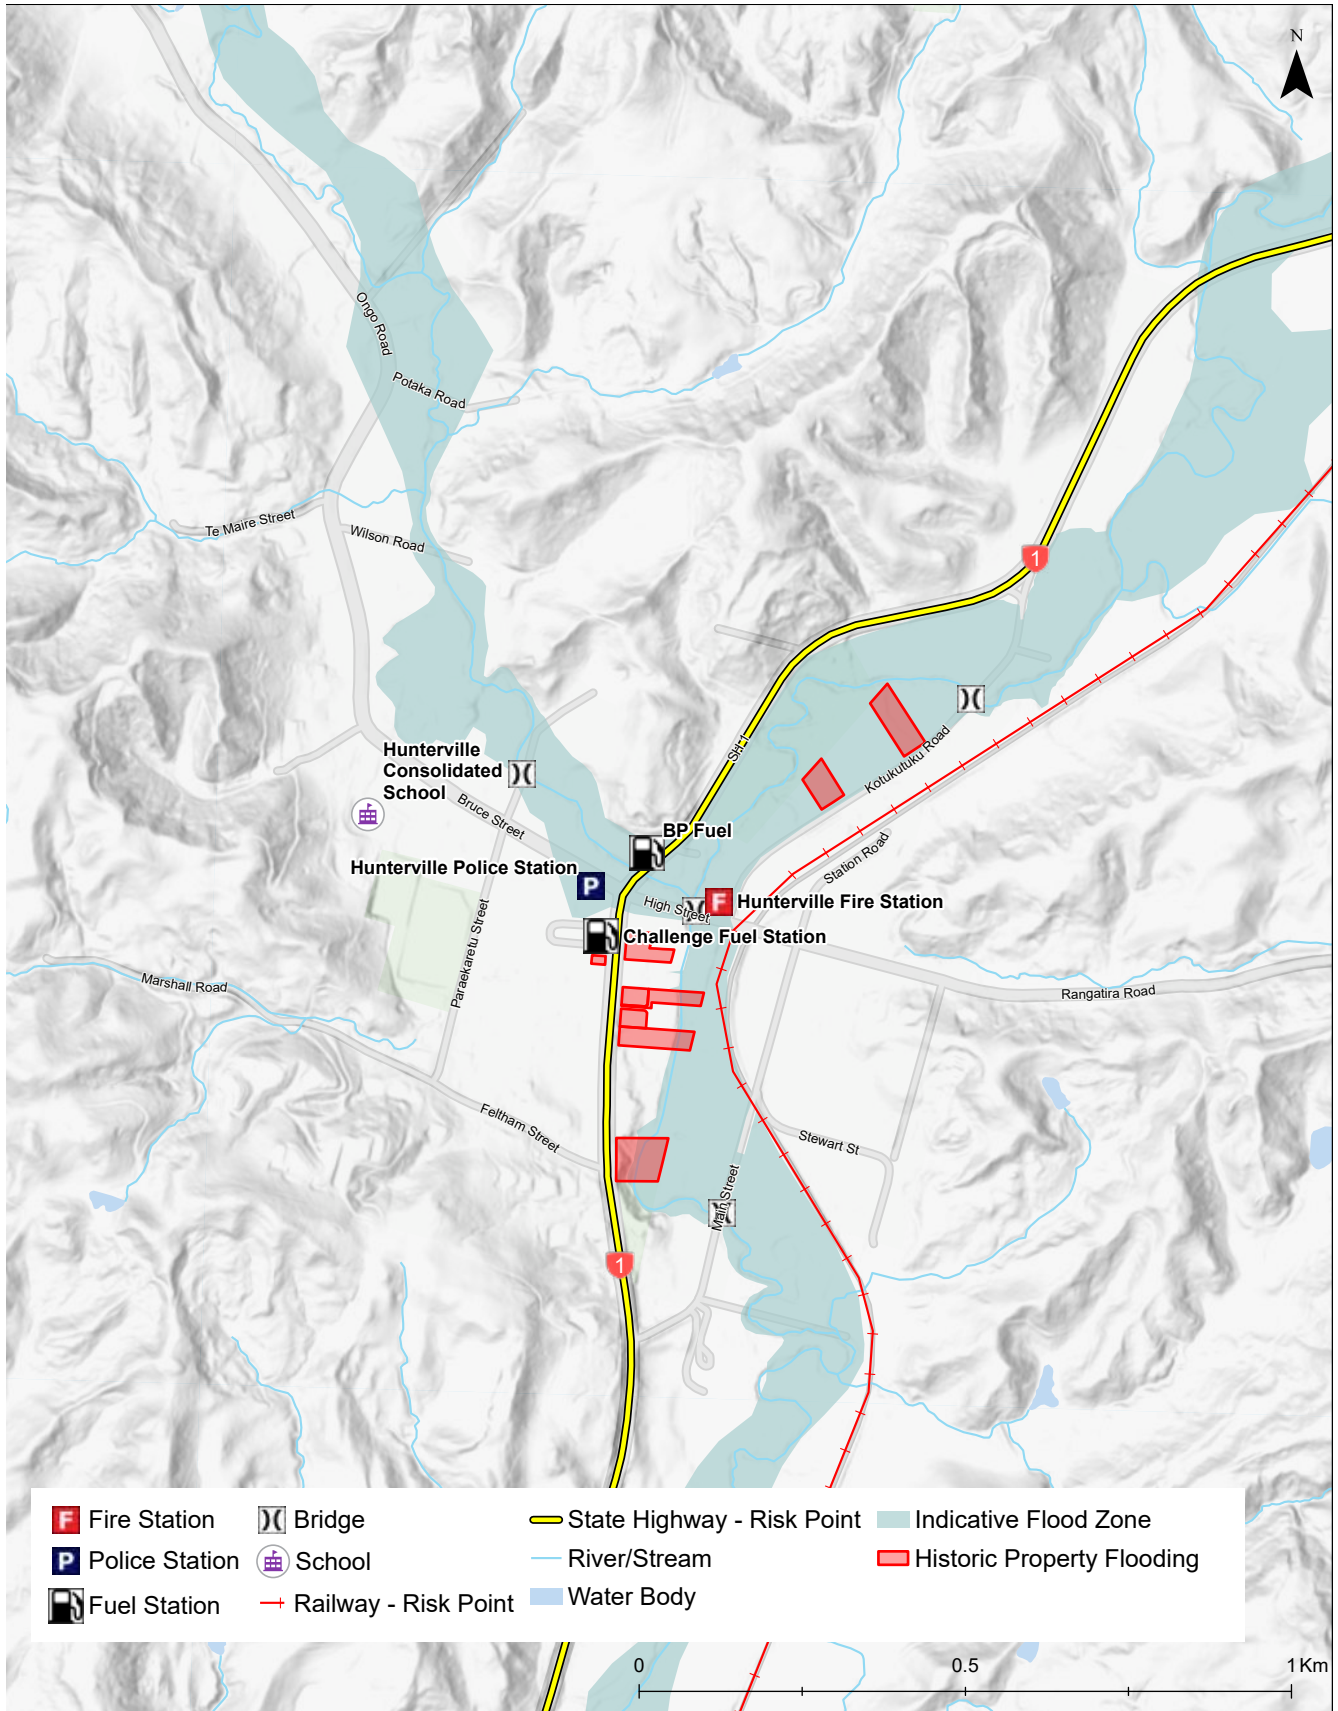 N
Ongo Road
Potaka Road
Te Maire Street
Wilson Road
1
SH 1
Hunterville
Consolidated
School
Bruce Street
Kotukutuku Road
BP Fuel
Station Road
Hunterville Police Station
P
High Street
F
Hunterville Fire Station
Challenge Fuel Station
Paraekaretu Street
Marshall Road
Rangatira Road
Feltham Street
Stewart St
Main Street
1
F Fire Station
Bridge
State Highway - Risk Point
Indicative Flood Zone
P Police Station
School
River/Stream
Historic Property Flooding
Fuel Station
Railway - Risk Point
Water Body
0 0.5 1 Km